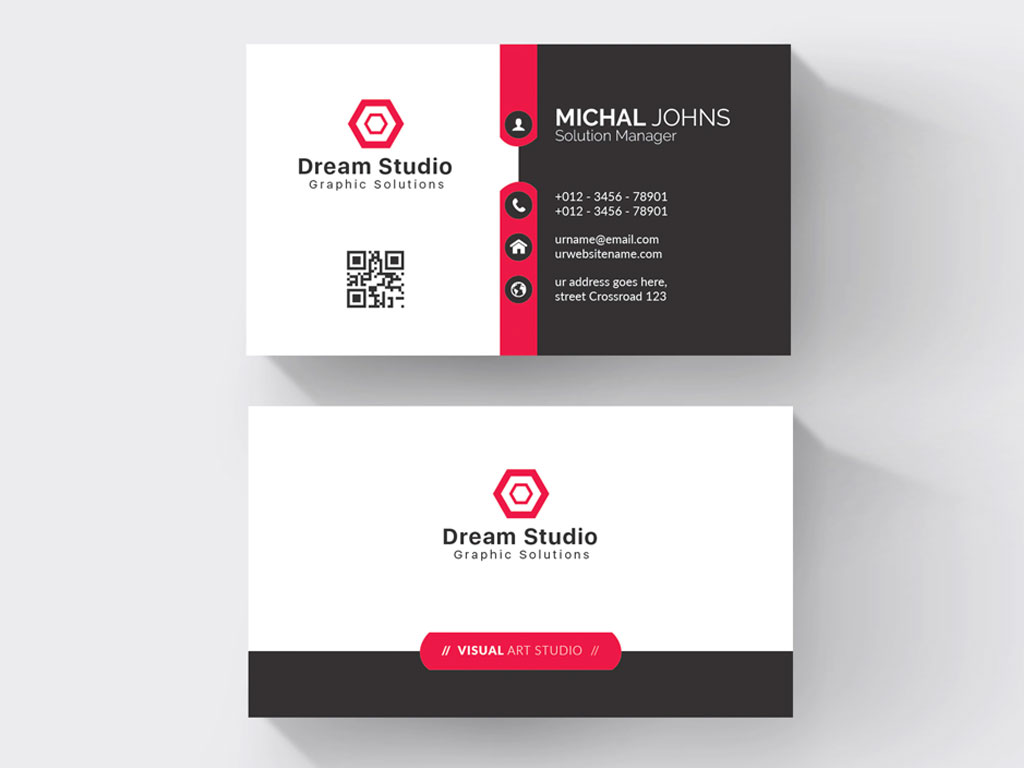 Dream Studio
Graphic Solutions
MICHAL JOHNS
Solution Manager
+012 - 3456 - 78901
+012 - 3456 - 78901
urname@email.com
urwebsitename.com
ur address goes here,
street Crossroad 123
Dream Studio
Graphic Solutions
// VISUAL ART STUDIO //